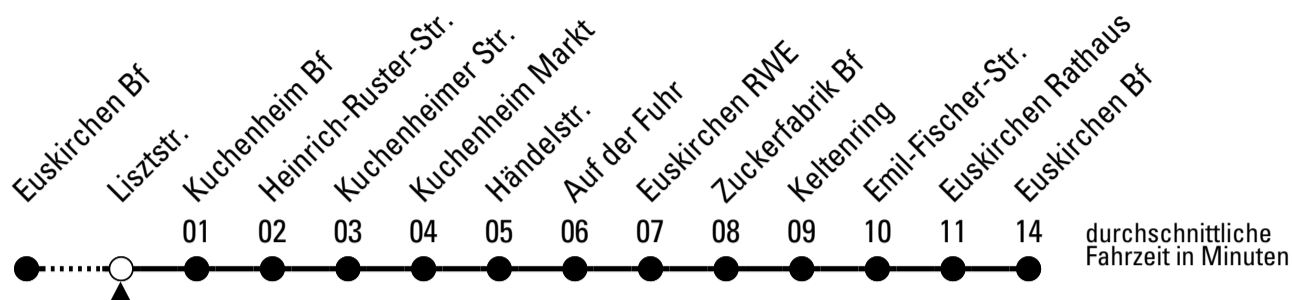 Euskirchen Bf
Lisztstr.
Kuchenheim Bf
Heinrich-Ruster-Str.
Kuchenheimer Str.
Kuchenheim Markt
Händelstr.
Auf der Fuhr
Euskirchen RWE
Zuckerfabrik Bf
Keltenring
Emil-Fischer-Str.
Euskirchen Rathaus
Euskirchen Bf
01 02 03 04 05 06 07 08 09 10 11 14
durchschnittliche
Fahrzeit in Minuten